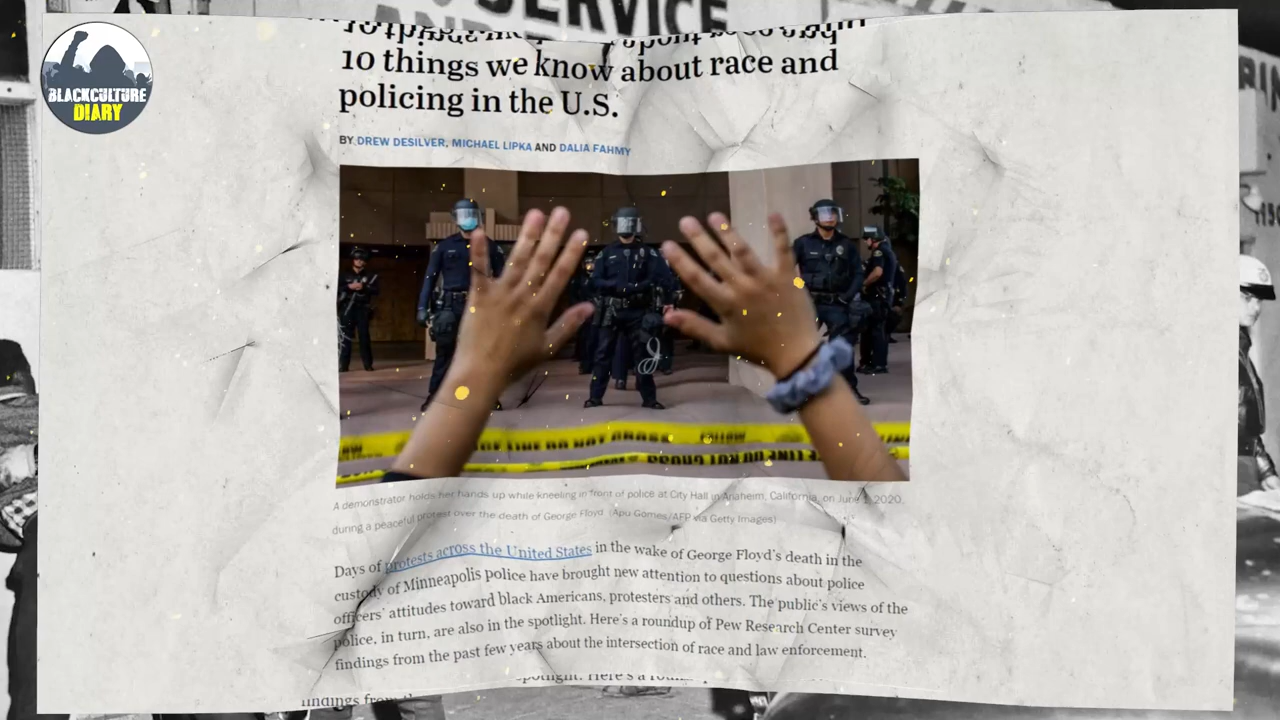 SERVICE
BLACKCULTURE
DIARY
10 things we know about race and
policing in the U.S.
BY DREW DESILVER, MICHAEL LIPKA AND DALIA FAHMY
A demonstrator holds her hands up while kneeling in front of police at City Hall in Anaheim, California, on June 1, 2020,
during a peaceful protest over the death of George Floyd. (Apu Gomes/AFP via Getty Images)
Days of protests across the United States in the wake of George Floyd's death in the
custody of Minneapolis police have brought new attention to questions about police
officers' attitudes toward black Americans, protesters and others. The public's views of the
police, in turn, are also in the spotlight. Here's a roundup of Pew Research Center survey
findings from the past few years about the intersection of race and law enforcement.